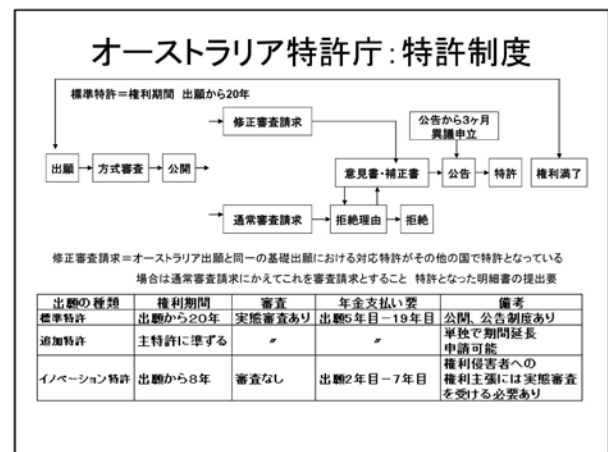 オーストラリア特許庁：特許制度
標準特許＝権利期間 出願から20年
修正審査請求
公告から3ヶ月
異議申立
出願
方式審査
公開
意見書・補正書
公告
特許
権利満了
通常審査請求
拒絶理由
拒絶
修正審査請求＝オーストラリア出願と同一の基礎出願における対応特許がその他の国で特許となっている
場合は通常審査請求にかえてこれを審査請求とすること 特許となった明細書の提出要
出願の種類 権利期間 審査 年金支払い要 備考
標準特許 出願から20年 実態審査あり 出願5年目－19年目 公開、公告制度あり
追加特許 主特許に準ずる 〃 〃 単独で期間延長
申請可能
イノベーション特許 出願から8年 審査なし 出願2年目－7年目 権利侵害者への
権利主張には実態審査
を受ける必要あり